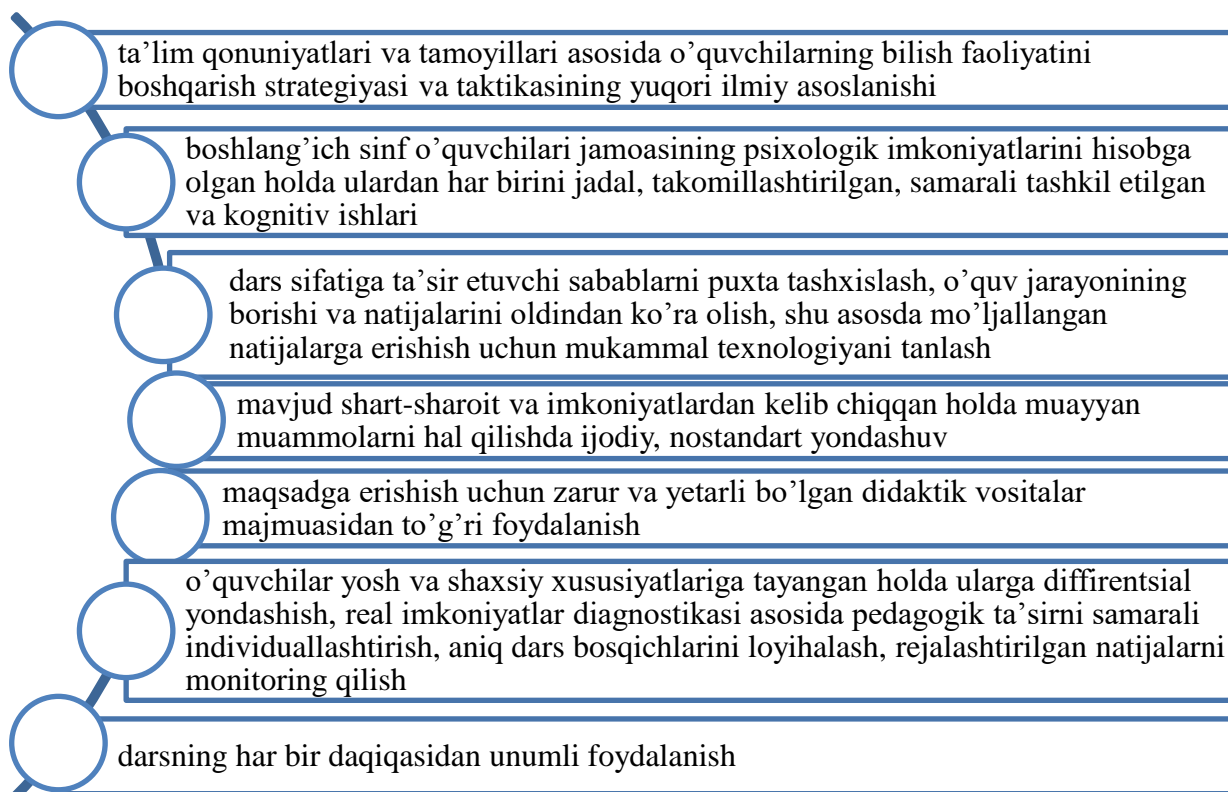 ta’lim qonuniyatlari va tamoyillari asosida o’quvchilarning bilish faoliyatini
boshqarish strategiyasi va taktikasining yuqori ilmiy asoslanishi
boshlang’ich sinf o’quvchilari jamoasining psixologik imkoniyatlarini hisobga
olgan holda ulardan har birini jadal, takomillashtirilgan, samarali tashkil etilgan
va kognitiv ishlari
dars sifatiga ta’sir etuvchi sabablarni puxta tashxislash, o’quv jarayonining
borishi va natijalarini oldindan ko’ra olish, shu asosda mo’ljallangan
natijalarga erishish uchun mukammal texnologiyani tanlash
mavjud shart-sharoit va imkoniyatlardan kelib chiqqan holda muayyan
muammolarni hal qilishda ijodiy, nostandart yondashuv
maqsadga erishish uchun zarur va yetarli bo’lgan didaktik vositalar
majmuasidan to’g’ri foydalanish
o’quvchilar yosh va shaxsiy xususiyatlariga tayangan holda ularga diffirentsial
yondashish, real imkoniyatlar diagnostikasi asosida pedagogik ta’sirni samarali
individuallashtirish, aniq dars bosqichlarini loyihalash, rejalashtirilgan natijalarni
monitoring qilish
darsning har bir daqiqasidan unumli foydalanish